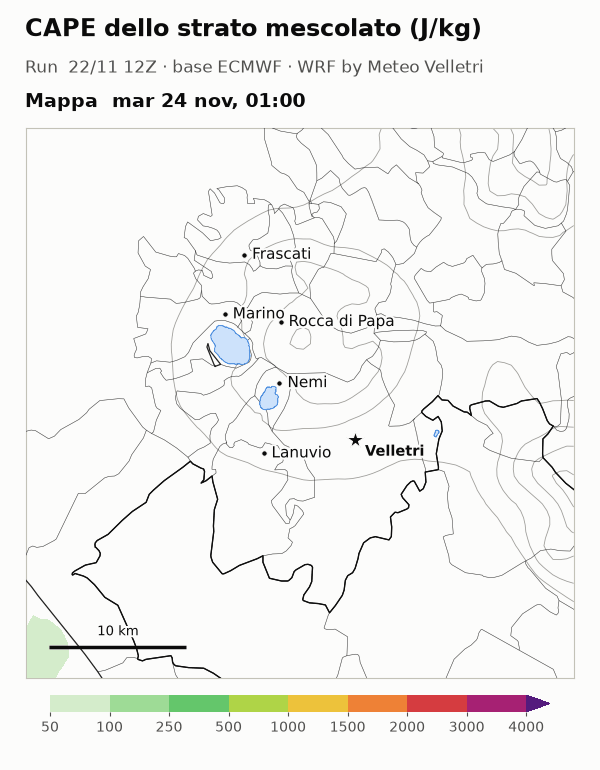 CAPE dello strato mescolato (J/kg)
Run  22/11 12Z · base ECMWF · WRF by Meteo Velletri
Mappa  mar 24 nov, 01:00
Frascati
Marino
Rocca di Papa
Nemi
Velletri
Lanuvio
10 km
50 100 250 500 1000 1500 2000 3000 4000